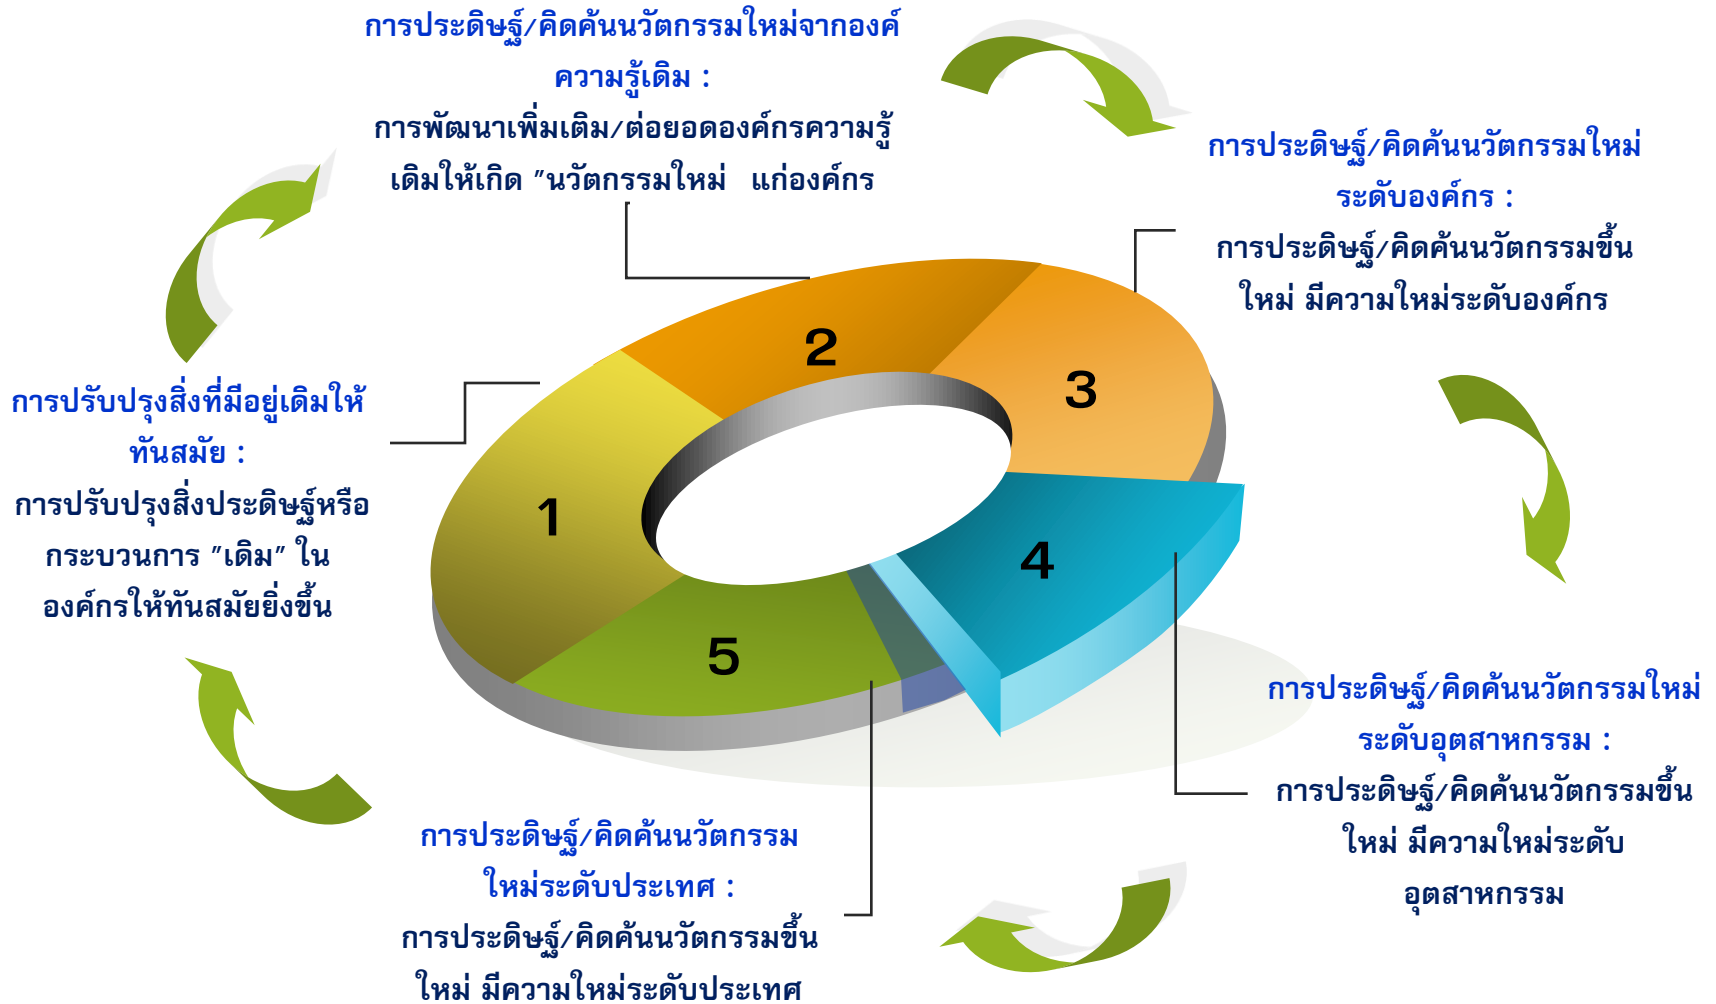 การประดิษฐ์/คิดค้นนวัตกรรมใหม่จากองค์
ความรู้เดิม :
การพัฒนาเพิ่มเติม/ต่อยอดองค์กรความรู้
เดิมให้เกิด "นวัตกรรมใหม่ แก่องค์กร
การประดิษฐ์/คิดค้นนวัตกรรมใหม่
ระดับองค์กร :
การประดิษฐ์/คิดค้นนวัตกรรมขึ้น
ใหม่ มีความใหม่ระดับองค์กร
การปรับปรุงสิ่งที่มีอยู่เดิมให้
ทันสมัย :
การปรับปรุงสิ่งประดิษฐ์หรือ
กระบวนการ "เดิม" ใน
องค์กรให้ทันสมัยยิ่งขึ้น
2
3
1
4
5
การประดิษฐ์/คิดค้นนวัตกรรมใหม่
ระดับอุตสาหกรรม :
การประดิษฐ์/คิดค้นนวัตกรรมขึ้น
ใหม่ มีความใหม่ระดับ
อุตสาหกรรม
การประดิษฐ์/คิดค้นนวัตกรรม
ใหม่ระดับประเทศ :
การประดิษฐ์/คิดค้นนวัตกรรมขึ้น
ใหม่ มีความใหม่ระดับประเทศ